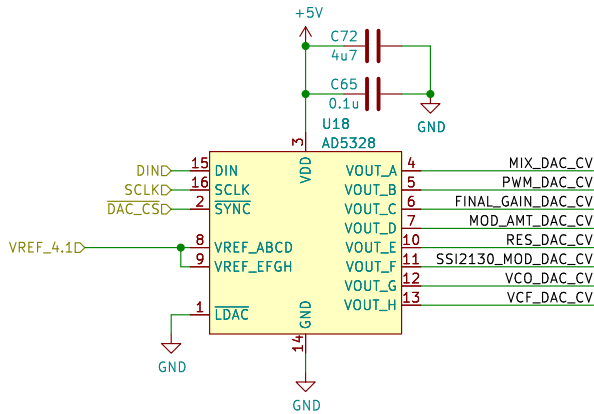 +5V
C72
4u7
C65
0.1u
GND
U18
AD5328
3
VDD
DIN 15 DIN VOUT_A 4 MIX_DAC_CV
SCLK 16 SCLK VOUT_B 5 PWM_DAC_CV
DAC_CS 2 SYNC VOUT_C 6 FINAL_GAIN_DAC_CV
VOUT_D 7 MOD_AMT_DAC_CV
VREF_4.1 8 VREF_ABCD VOUT_E 10 RES_DAC_CV
9 VREF_EFGH VOUT_F 11 SSI2130_MOD_DAC_CV
VOUT_G 12 VCO_DAC_CV
1 LDAC VOUT_H 13 VCF_DAC_CV
GND
14
GND
GND